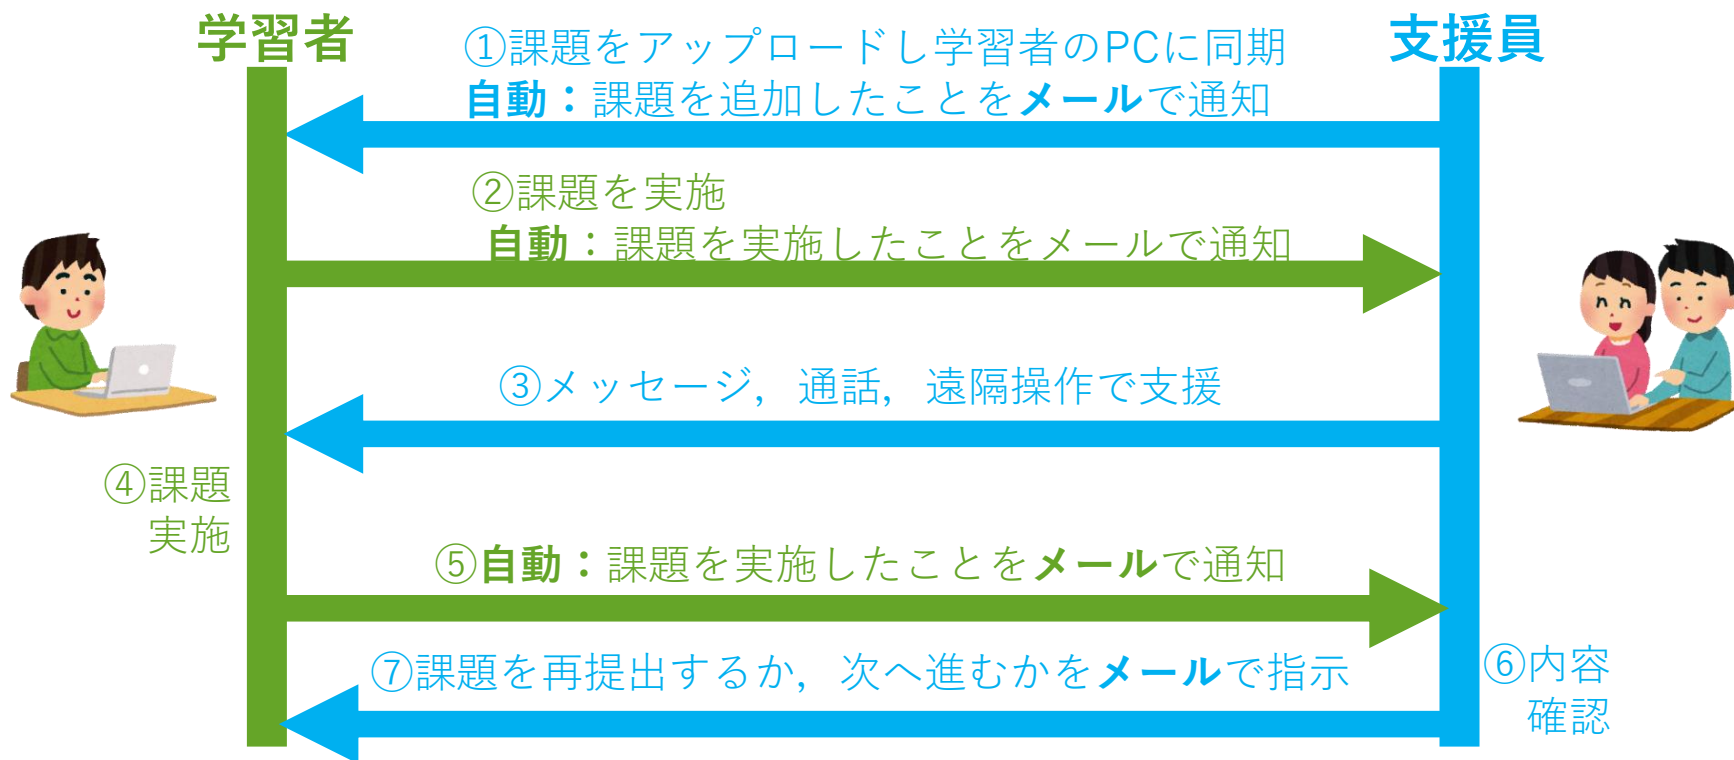 学習者
支援員
①課題をアップロードし学習者のPCに同期
自動：課題を追加したことをメールで通知
②課題を実施
自動：課題を実施したことをメールで通知
③メッセージ，通話，遠隔操作で支援
④課題
実施
⑤自動：課題を実施したことをメールで通知
⑥内容
確認
⑦課題を再提出するか，次へ進むかをメールで指示